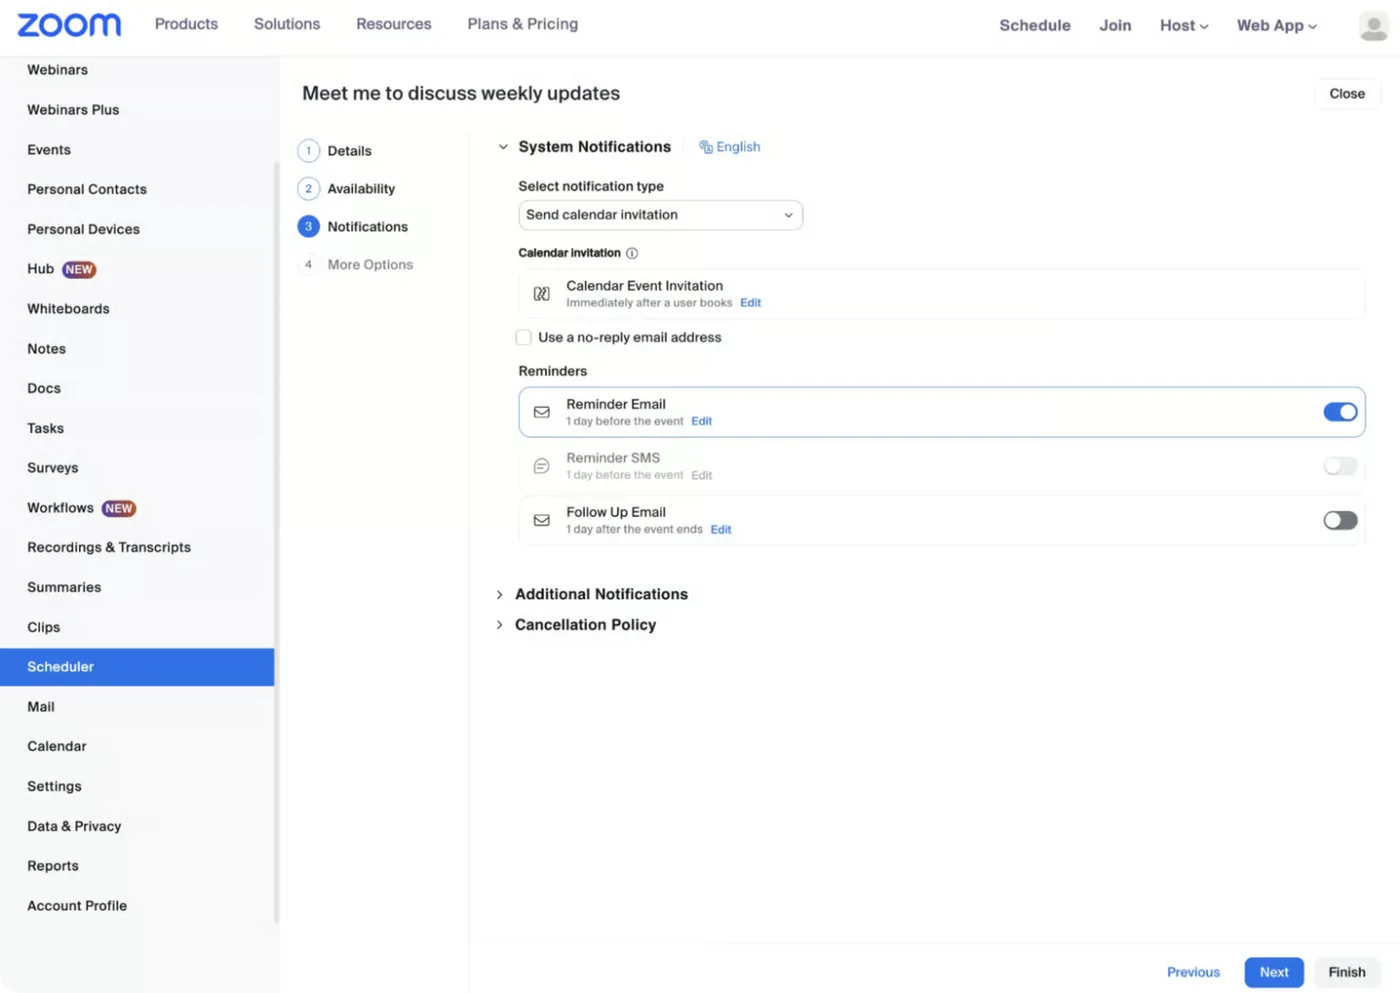 zoom
Products
Solutions
Resources
Plans & Pricing
Schedule
Join
Host
Web App
Webinars
Webinars Plus
Events
Personal Contacts
Personal Devices
Hub NEW
Whiteboards
Notes
Docs
Tasks
Surveys
Workflows NEW
Recordings & Transcripts
Summaries
Clips
Scheduler
Mail
Calendar
Settings
Data & Privacy
Reports
Account Profile
Meet me to discuss weekly updates
Close
1 Details
2 Availability
3 Notifications
4 More Options
System Notifications
English
Select notification type
Send calendar invitation
Calendar invitation
Calendar Event Invitation
Immediately after a user books Edit
Use a no-reply email address
Reminders
Reminder Email
1 day before the event Edit
Reminder SMS
1 day before the event Edit
Follow Up Email
1 day after the event ends Edit
Additional Notifications
Cancellation Policy
Previous
Next
Finish